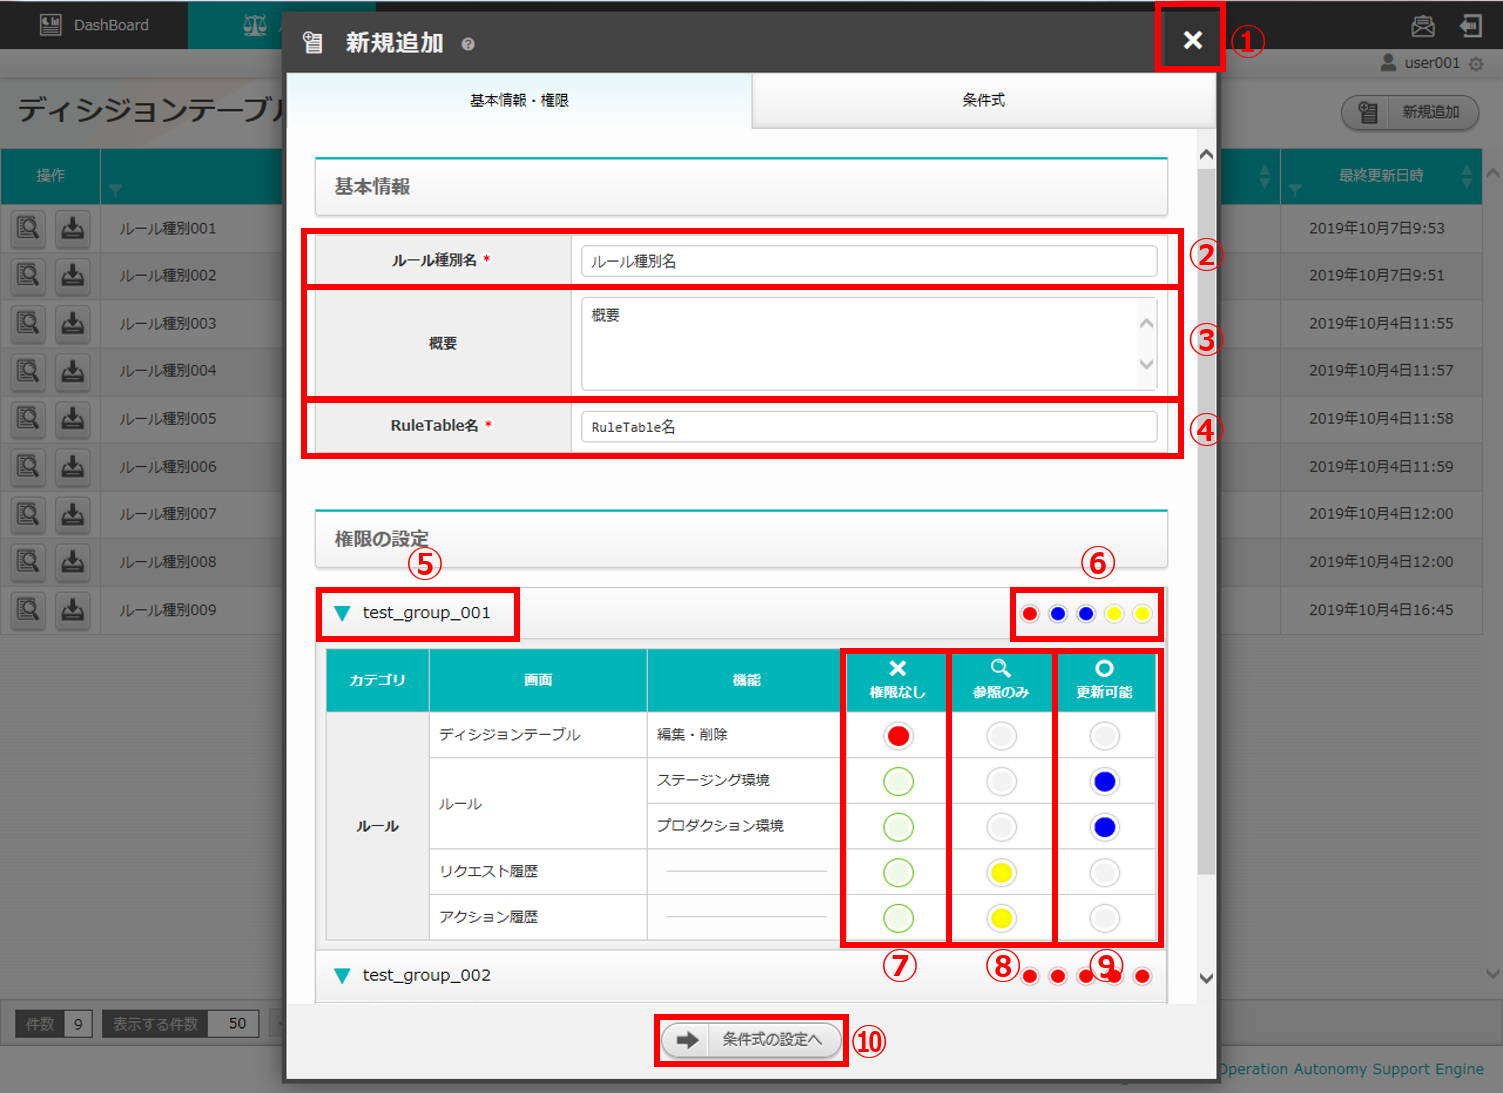 DashBoard
user001
ディシジョンテーブル
新規追加
操作
最終更新日時
ルール種別001
2019年10月7日9:53
ルール種別002
2019年10月7日9:51
ルール種別003
2019年10月4日11:55
ルール種別004
2019年10月4日11:57
ルール種別005
2019年10月4日11:58
ルール種別006
2019年10月4日11:59
ルール種別007
2019年10月4日12:00
ルール種別008
2019年10月4日12:00
ルール種別009
2019年10月4日16:45
件数 9 表示する件数 50
Operation Autonomy Support Engine
新規追加 ?
①
基本情報・権限 条件式
基本情報
ルール種別名 * ルール種別名 ②
概要 概要 ③
RuleTable名 * RuleTable名 ④
権限の設定
⑤ ⑥
test_group_001
カテゴリ 画面 機能 権限なし 参照のみ 更新可能
ルール
ディシジョンテーブル 編集・削除
ルール ステージング環境
プロダクション環境
リクエスト履歴
アクション履歴
⑦ ⑧ ⑨
test_group_002
条件式の設定へ ⑩